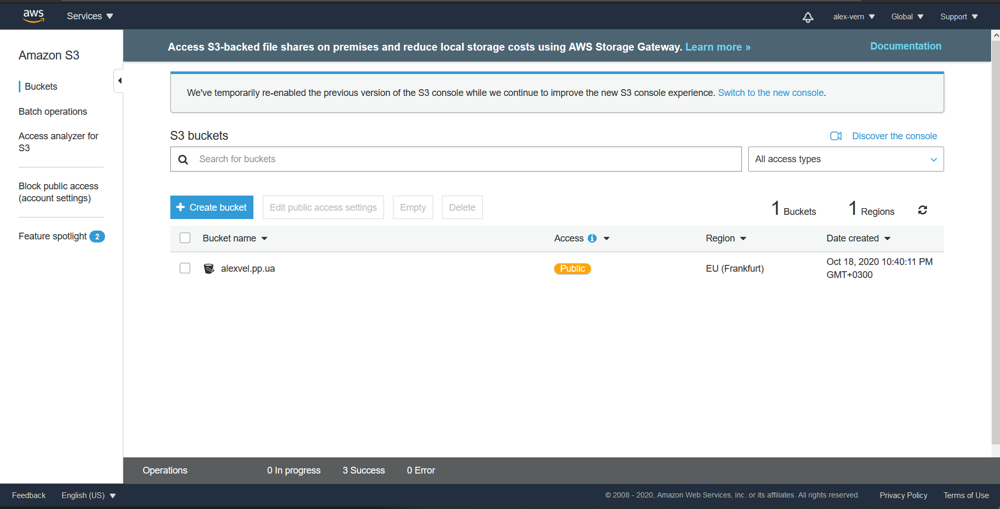 aws
Services
alex-vern
Global
Support
Amazon S3
Buckets
Batch operations
Access analyzer for
S3
Block public access
(account settings)
Feature spotlight 2
Access S3-backed file shares on premises and reduce local storage costs using AWS Storage Gateway. Learn more »
Documentation
We've temporarily re-enabled the previous version of the S3 console while we continue to improve the new S3 console experience. Switch to the new console.
S3 buckets
Discover the console
Search for buckets
All access types
Create bucket
Edit public access settings
Empty
Delete
1 Buckets
1 Regions
Bucket name
Access
Region
Date created
alexvel.pp.ua
Public
EU (Frankfurt)
Oct 18, 2020 10:40:11 PM
GMT+0300
Operations
0 In progress
3 Success
0 Error
Feedback
English (US)
© 2008 - 2020, Amazon Web Services, Inc. or its affiliates. All rights reserved.
Privacy Policy
Terms of Use